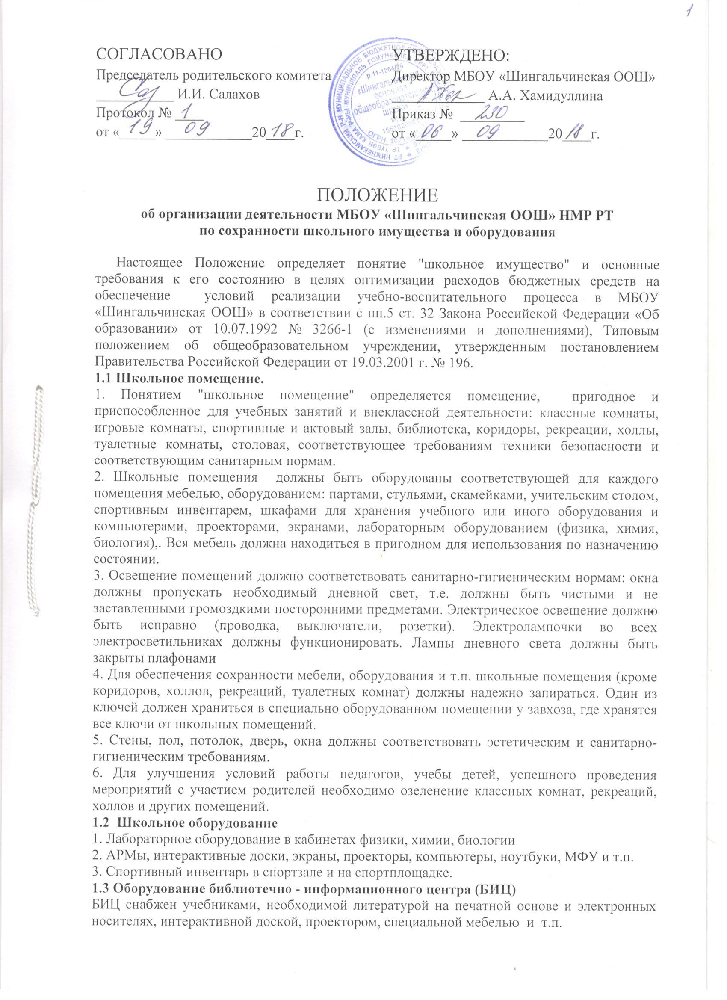 1
СОГЛАСОВАНО
Председатель родительского комитета
___________ И.И. Салахов
Протокол № 1
от « 19 » 09 20 18 г.
УТВЕРЖДЕНО:
Директор МБОУ «Шингальчинская ООШ»
_____________ А.А. Хамидуллина
Приказ № 230
от « 06 » 09 20 18 г.
р 11-1564/36
«Шингальчинская
основная
общеобразовательная
школа»
ПОЛОЖЕНИЕ
об организации деятельности МБОУ «Шингальчинская ООШ» НМР РТ
по сохранности школьного имущества и оборудования
Настоящее Положение определяет понятие "школьное имущество" и основные
требования к его состоянию в целях оптимизации расходов бюджетных средств на
обеспечение условий реализации учебно-воспитательного процесса в МБОУ
«Шингальчинская ООШ» в соответствии с пп.5 ст. 32 Закона Российской Федерации «Об
образовании» от 10.07.1992 № 3266-1 (с изменениями и дополнениями), Типовым
положением об общеобразовательном учреждении, утвержденным постановлением
Правительства Российской Федерации от 19.03.2001 г. № 196.
1.1 Школьное помещение.
1. Понятием "школьное помещение" определяется помещение, пригодное и
приспособленное для учебных занятий и внеклассной деятельности: классные комнаты,
игровые комнаты, спортивные и актовый залы, библиотека, коридоры, рекреации, холлы,
туалетные комнаты, столовая, соответствующее требованиям техники безопасности и
соответствующим санитарным нормам.
2. Школьные помещения должны быть оборудованы соответствующей для каждого
помещения мебелью, оборудованием: партами, стульями, скамейками, учительским столом,
спортивным инвентарем, шкафами для хранения учебного или иного оборудования и
компьютерами, проекторами, экранами, лабораторным оборудованием (физика, химия,
биология),. Вся мебель должна находиться в пригодном для использования по назначению
состоянии.
3. Освещение помещений должно соответствовать санитарно-гигиеническим нормам: окна
должны пропускать необходимый дневной свет, т.е. должны быть чистыми и не
заставленными громоздкими посторонними предметами. Электрическое освещение должно
быть исправно (проводка, выключатели, розетки). Электролампочки во всех
электросветильниках должны функционировать. Лампы дневного света должны быть
закрыты плафонами
4. Для обеспечения сохранности мебели, оборудования и т.п. школьные помещения (кроме
коридоров, холлов, рекреаций, туалетных комнат) должны надежно запираться. Один из
ключей должен храниться в специально оборудованном помещении у завхоза, где хранятся
все ключи от школьных помещений.
5. Стены, пол, потолок, дверь, окна должны соответствовать эстетическим и санитарно-
гигиеническим требованиям.
6. Для улучшения условий работы педагогов, учебы детей, успешного проведения
мероприятий с участием родителей необходимо озеленение классных комнат, рекреаций,
холлов и других помещений.
1.2 Школьное оборудование
1. Лабораторное оборудование в кабинетах физики, химии, биологии
2. АРМы, интерактивные доски, экраны, проекторы, компьютеры, ноутбуки, МФУ и т.п.
3. Спортивный инвентарь в спортзале и на спортплощадке.
1.3 Оборудование библиотечно - информационного центра (БИЦ)
БИЦ снабжен учебниками, необходимой литературой на печатной основе и электронных
носителях, интерактивной доской, проектором, специальной мебелью и т.п.